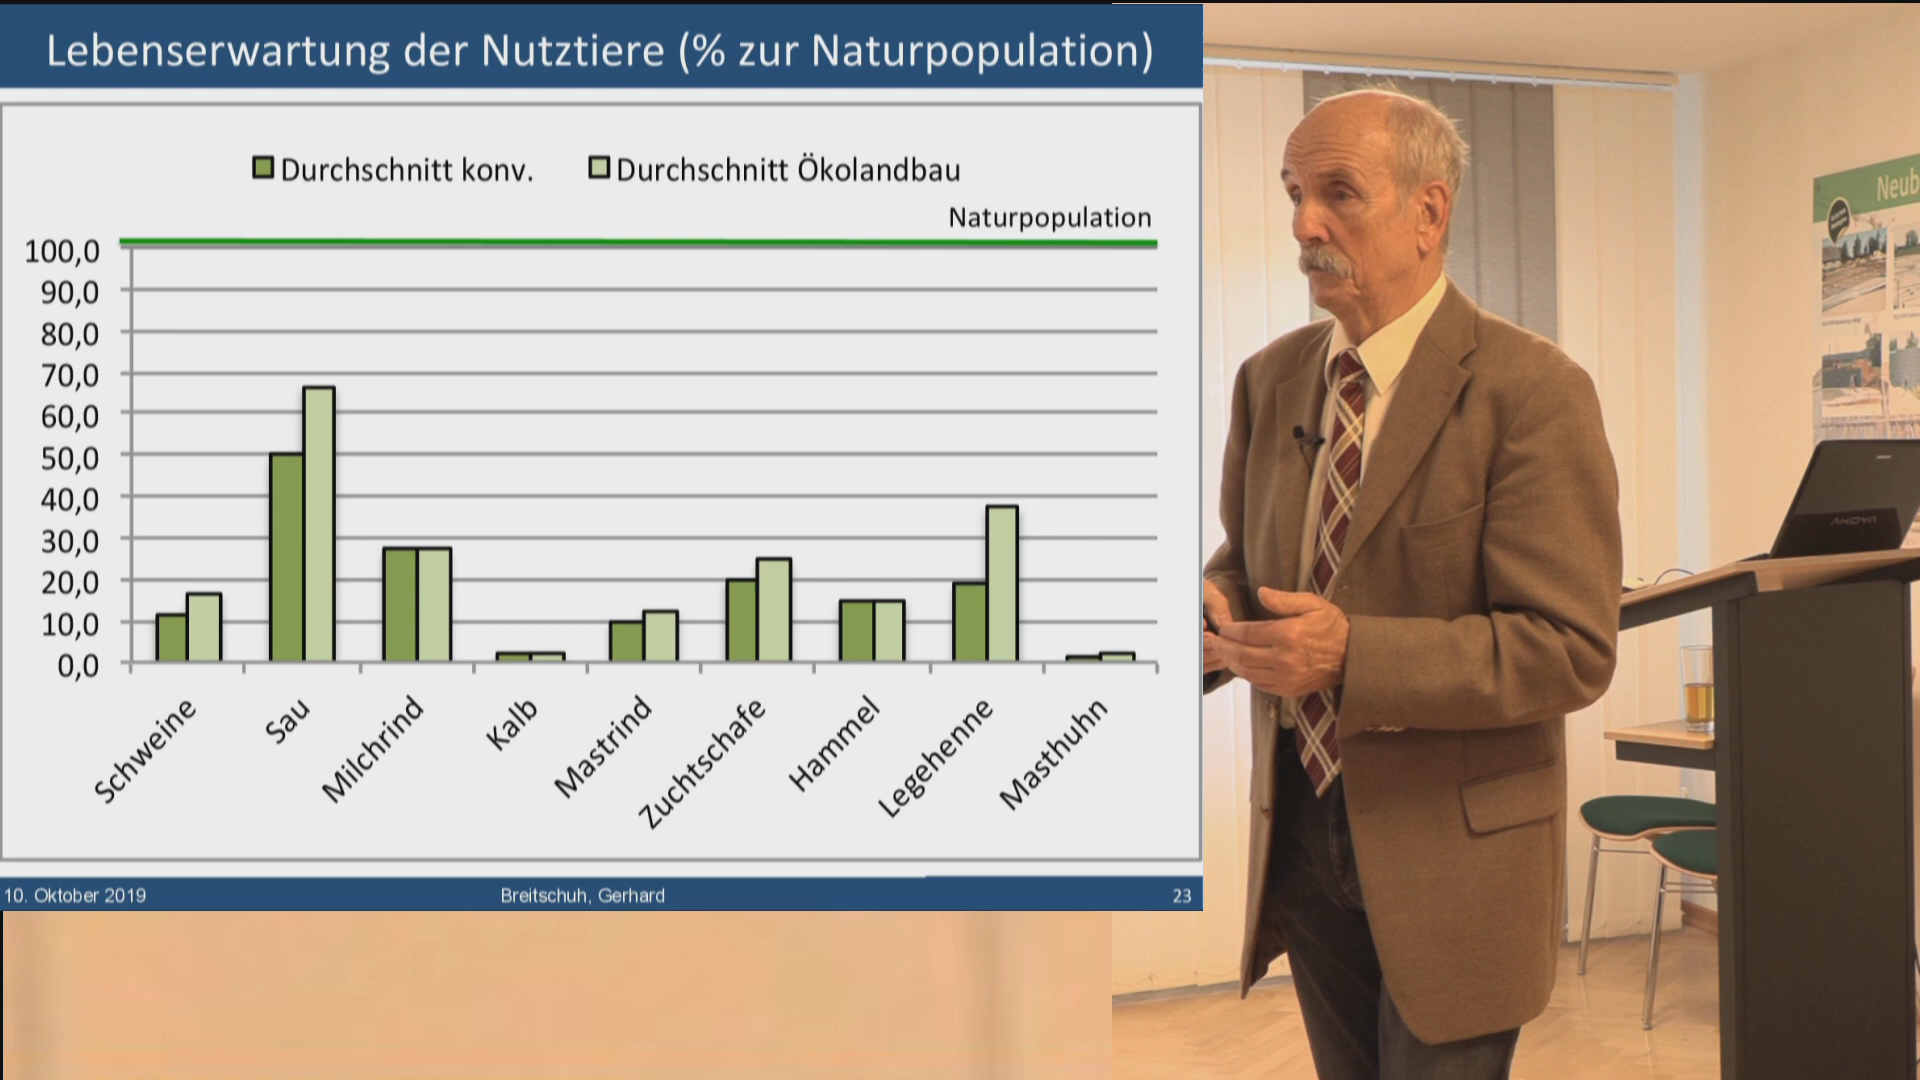 Lebenserwartung der Nutztiere (% zur Naturpopulation)
Durchschnitt konv.
Durchschnitt Ökolandbau
Naturpopulation
100,0
90,0
80,0
70,0
60,0
50,0
40,0
30,0
20,0
10,0
0,0
Schweine
Sau
Milchrind
Kalb
Mastrind
Zuchtschafe
Hammel
Legehenne
Masthuhn
10. Oktober 2019
Breitschuh, Gerhard
23
Neub
AKOYA